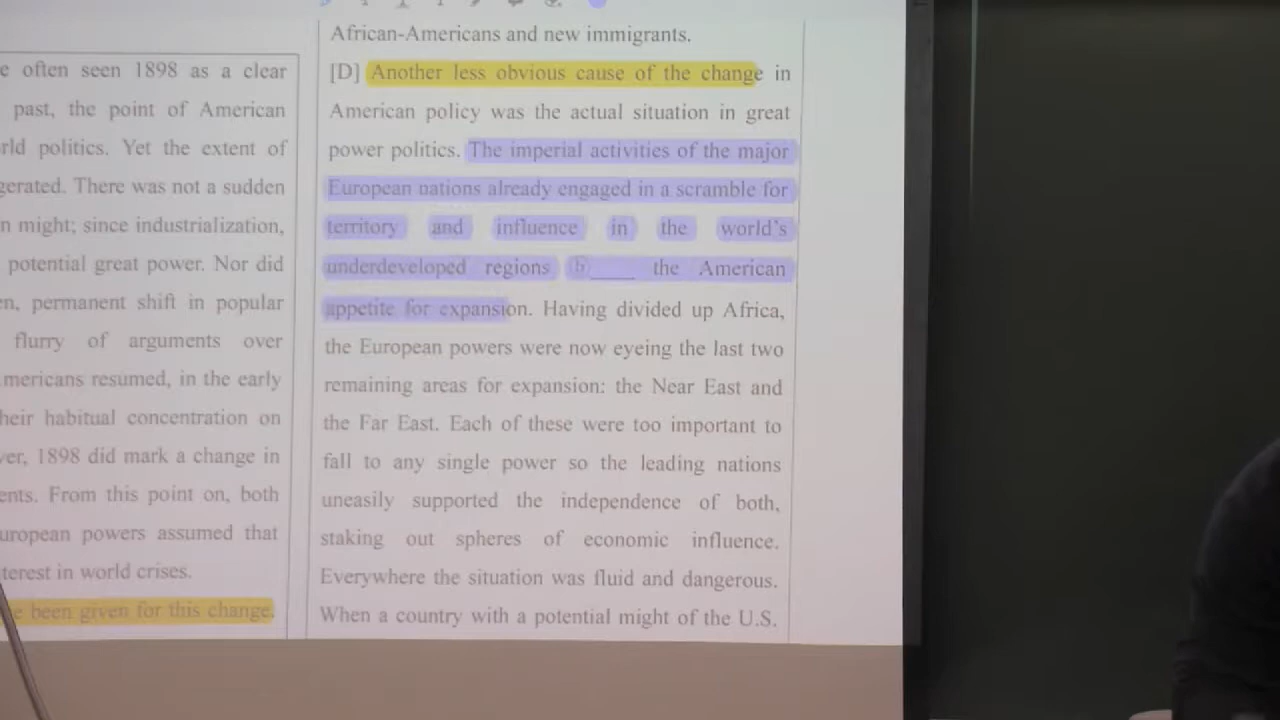 e often seen 1898 as a clear
past, the point of American
rld politics. Yet the extent of
gerated. There was not a sudden
n might; since industrialization,
potential great power. Nor did
en, permanent shift in popular
flurry of arguments over
mericans resumed, in the early
heir habitual concentration on
ver, 1898 did mark a change in
ents. From this point on, both
uropean powers assumed that
terest in world crises.
e been given for this change.
African-Americans and new immigrants.
[D] Another less obvious cause of the change in
American policy was the actual situation in great
power politics. The imperial activities of the major
European nations already engaged in a scramble for
territory and influence in the world's
underdeveloped regions (b)____ the American
appetite for expansion. Having divided up Africa,
the European powers were now eyeing the last two
remaining areas for expansion: the Near East and
the Far East. Each of these were too important to
fall to any single power so the leading nations
uneasily supported the independence of both,
staking out spheres of economic influence.
Everywhere the situation was fluid and dangerous.
When a country with a potential might of the U.S.